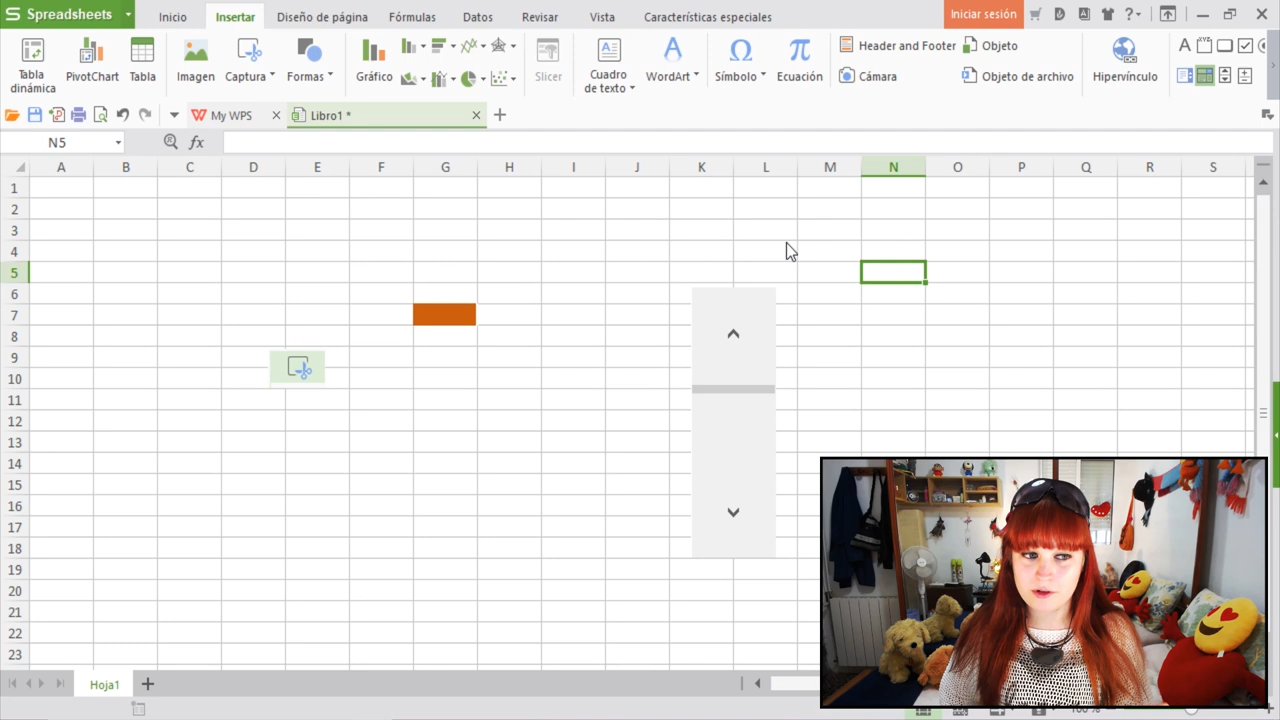 Spreadsheets
Inicio Insertar Diseño de página Fórmulas Datos Revisar Vista Características especiales Iniciar sesión
Tabla dinámica
PivotChart
Tabla
Imagen
Captura
Formas
Gráfico
Slicer
Cuadro de texto
WordArt
Símbolo
Ecuación
Header and Footer
Cámara
Objeto
Objeto de archivo
Hipervínculo
My WPS Libro1 *
N5 fx
A B C D E F G H I J K L M N O P Q R S
1
2
3
4
5
6
7
8
9
10
11
12
13
14
15
16
17
18
19
20
21
22
23
Hoja1